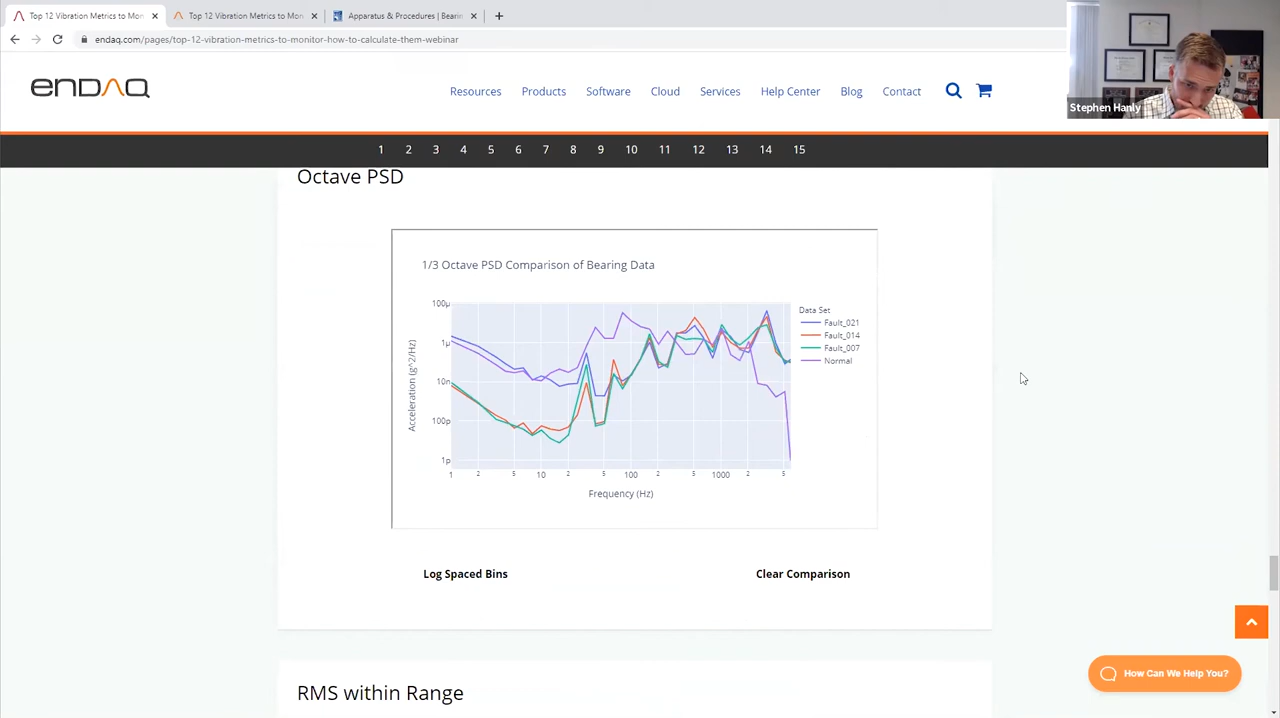 Top 12 Vibration Metrics to Mon
Top 12 Vibration Metrics to Mon
Apparatus & Procedures | Bearin
endaq.com/pages/top-12-vibration-metrics-to-monitor-how-to-calculate-them-webinar
Stephen Hanly
enDAQ
Resources
Products
Software
Cloud
Services
Help Center
Blog
Contact
1 2 3 4 5 6 7 8 9 10 11 12 13 14 15
Octave PSD
1/3 Octave PSD Comparison of Bearing Data
Acceleration (g^2/Hz)
100μ
1μ
10n
100p
1p
1 2 5 10 2 5 100 2 5 1000 2 5
Frequency (Hz)
Data Set
Fault_021
Fault_014
Fault_007
Normal
Log Spaced Bins
Clear Comparison
RMS within Range
How Can We Help You?